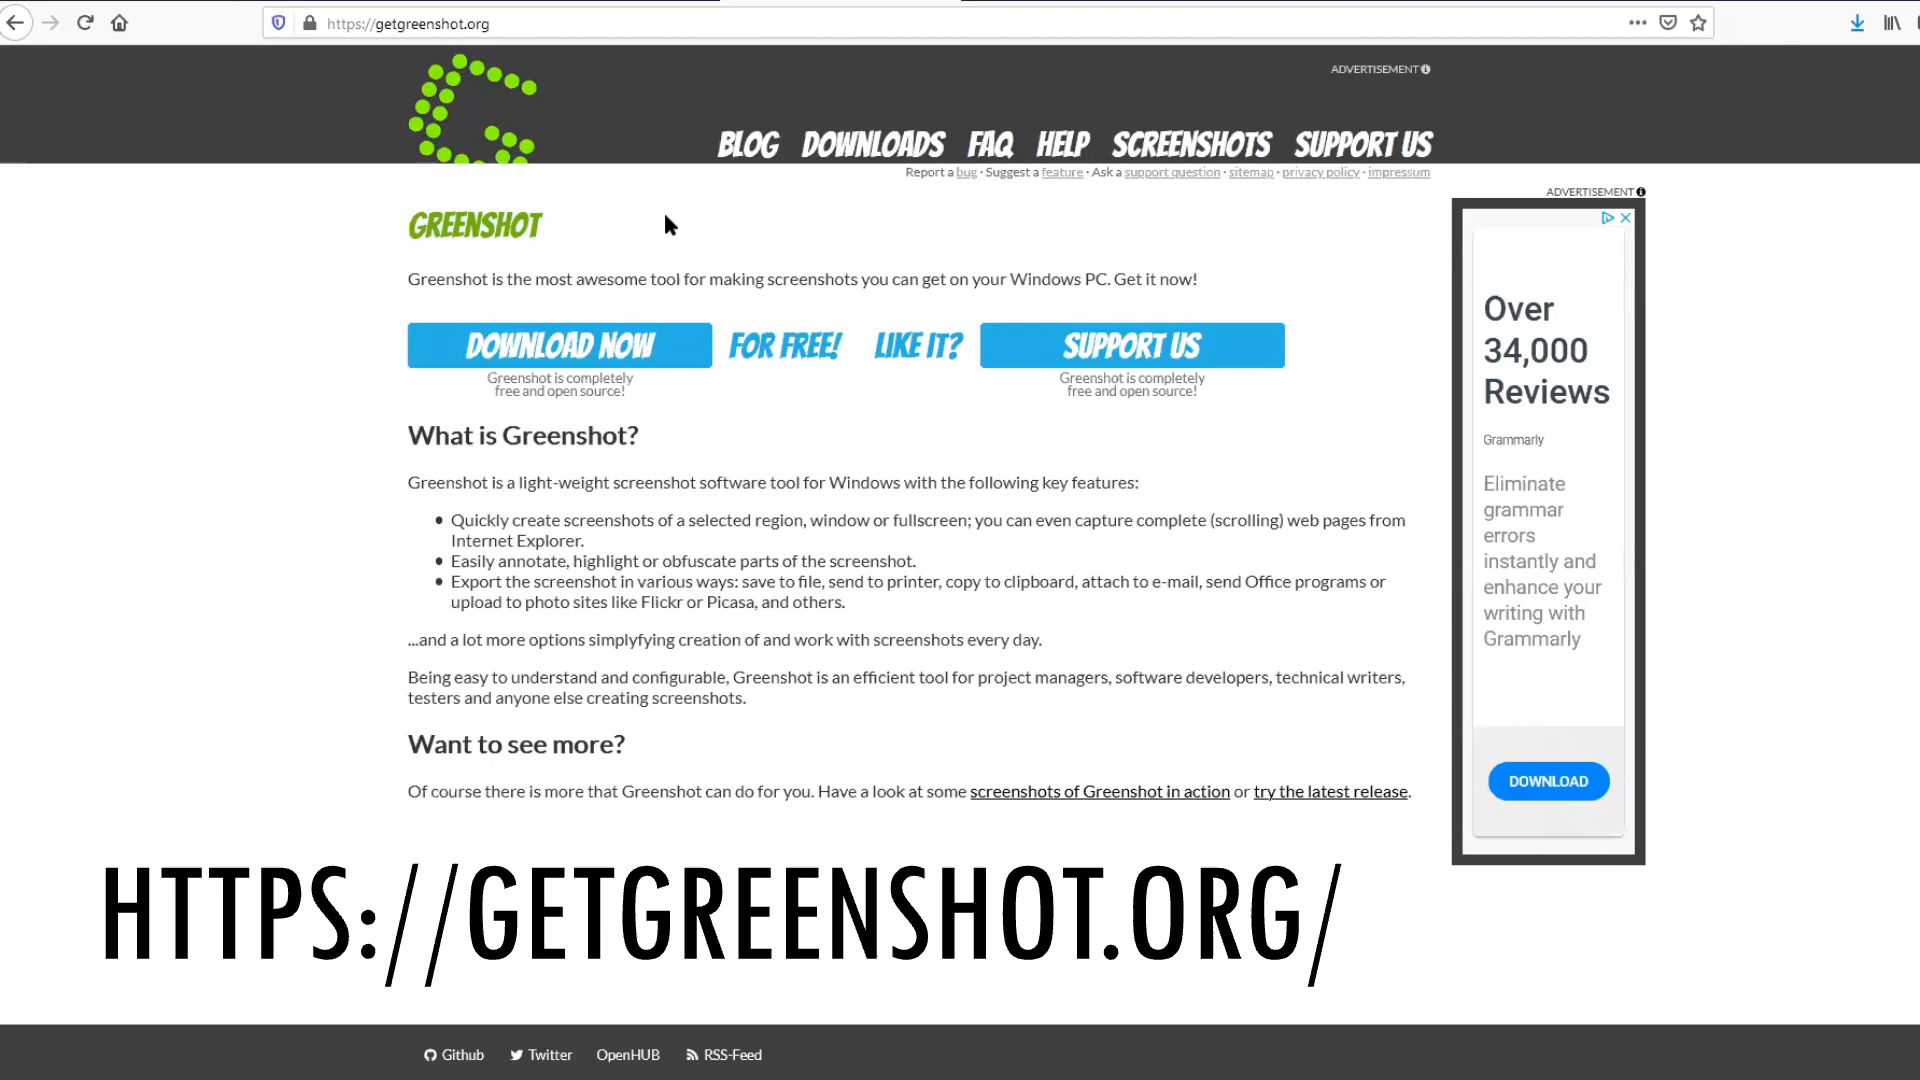 https://getgreenshot.org
ADVERTISEMENT
BLOG DOWNLOADS FAQ HELP SCREENSHOTS SUPPORT US
Report a bug · Suggest a feature · Ask a support question · sitemap · privacy policy · impressum
GREENSHOT
Greenshot is the most awesome tool for making screenshots you can get on your Windows PC. Get it now!
DOWNLOAD NOW FOR FREE! LIKE IT? SUPPORT US
Greenshot is completely
free and open source!
Greenshot is completely
free and open source!
What is Greenshot?
Greenshot is a light-weight screenshot software tool for Windows with the following key features:
• Quickly create screenshots of a selected region, window or fullscreen; you can even capture complete (scrolling) web pages from
Internet Explorer.
• Easily annotate, highlight or obfuscate parts of the screenshot.
• Export the screenshot in various ways: save to file, send to printer, copy to clipboard, attach to e-mail, send Office programs or
upload to photo sites like Flickr or Picasa, and others.
...and a lot more options simplyfying creation of and work with screenshots every day.
Being easy to understand and configurable, Greenshot is an efficient tool for project managers, software developers, technical writers,
testers and anyone else creating screenshots.
Want to see more?
Of course there is more that Greenshot can do for you. Have a look at some screenshots of Greenshot in action or try the latest release.
ADVERTISEMENT
Over
34,000
Reviews
Grammarly
Eliminate
grammar
errors
instantly and
enhance your
writing with
Grammarly
DOWNLOAD
HTTPS://GETGREENSHOT.ORG/
Github Twitter OpenHUB RSS-Feed